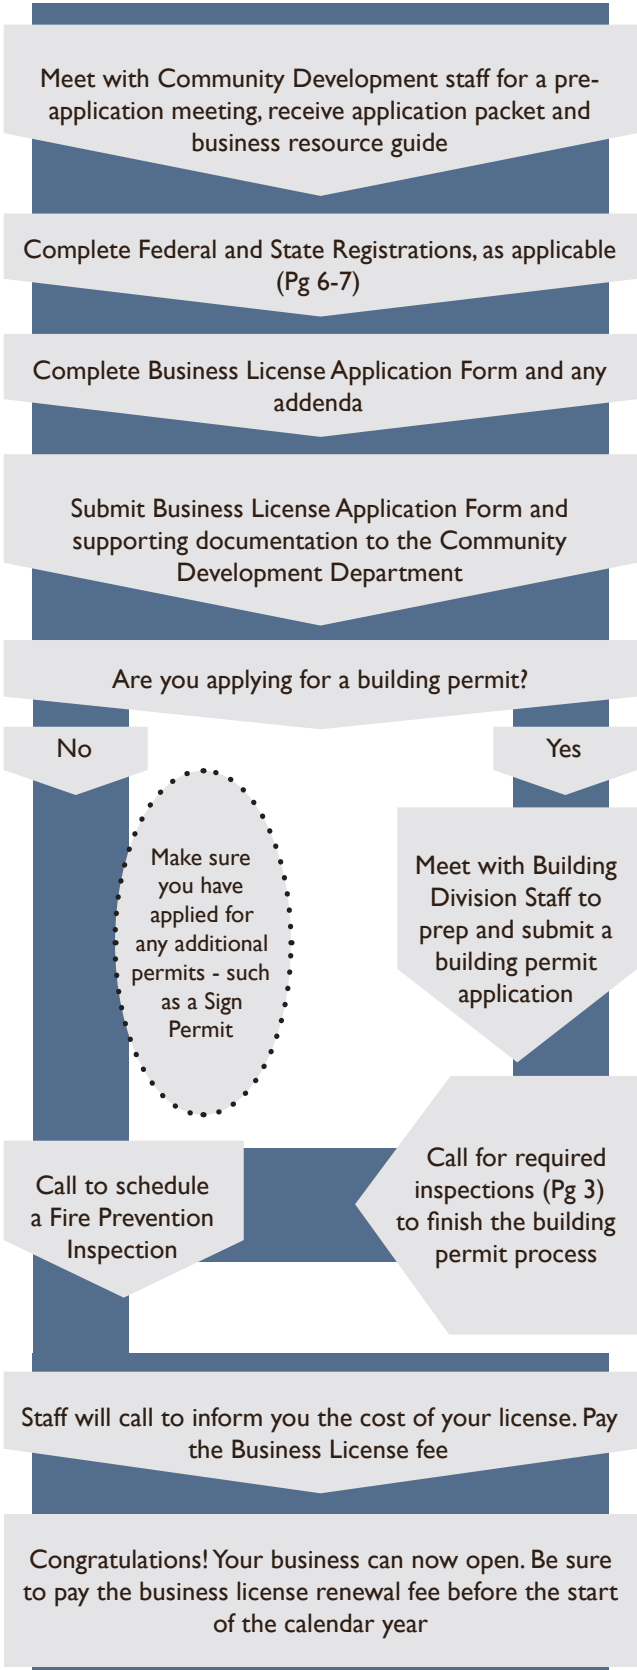 Meet with Community Development staff for a pre-
application meeting, receive application packet and
business resource guide
Complete Federal and State Registrations, as applicable
(Pg 6-7)
Complete Business License Application Form and any
addenda
Submit Business License Application Form and
supporting documentation to the Community
Development Department
Are you applying for a building permit?
No
Yes
Make sure
you have
applied for
any additional
permits - such
as a Sign
Permit
Meet with Building
Division Staff to
prep and submit a
building permit
application
Call for required
inspections (Pg 3)
to finish the building
permit process
Call to schedule
a Fire Prevention
Inspection
Staff will call to inform you the cost of your license. Pay
the Business License fee
Congratulations! Your business can now open. Be sure
to pay the business license renewal fee before the start
of the calendar year